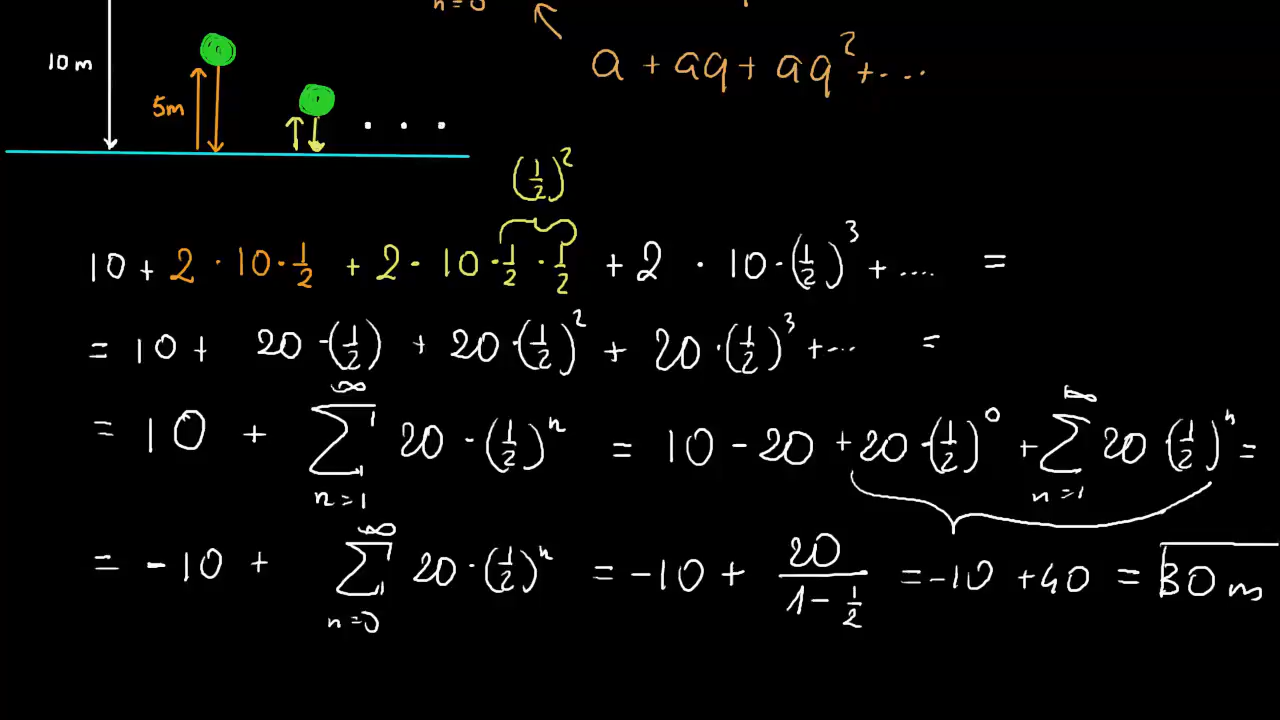 n=0
a + aq + aq² + ...
10 m
5m
. . .
(1/2)²
10 + 2 · 10 · 1/2 + 2 · 10 · 1/2 · 1/2 + 2 · 10 · (1/2)³ + .... =
= 10 + 20 · (1/2) + 20 · (1/2)² + 20 · (1/2)³ + ... =
= 10 + ∑_{n=1}^{∞} 20 · (1/2)ⁿ = 10 - 20 + 20 · (1/2)⁰ + ∑_{n=1}^{∞} 20 (1/2)ⁿ =
= -10 + ∑_{n=0}^{∞} 20 · (1/2)ⁿ = -10 + 20/(1 - 1/2) = -10 + 40 = 30 m